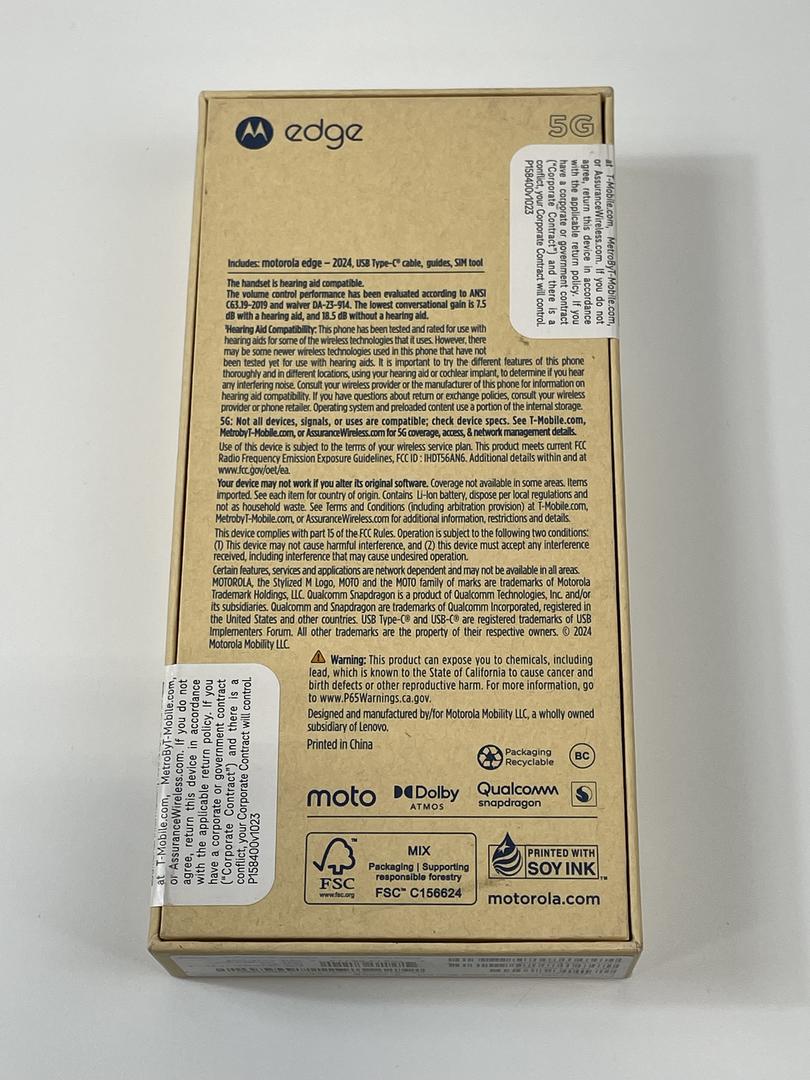 edge
5G
Includes: motorola edge – 2024, USB Type-C® cable, guides, SIM tool
The handset is hearing aid compatible.
The volume control performance has been evaluated according to ANSI
C63.19-2019 and waiver DA-23-914. The lowest conversational gain is 7.5
dB with a hearing aid, and 18.5 dB without a hearing aid.
Hearing Aid Compatibility: This phone has been tested and rated for use with
hearing aids for some of the wireless technologies that it uses. However, there
may be some newer wireless technologies used in this phone that have not
been tested yet for use with hearing aids. It is important to try the different features of this phone
thoroughly and in different locations, using your hearing aid or cochlear implant, to determine if you hear
any interfering noise. Consult your wireless provider or the manufacturer of this phone for information on
hearing aid compatibility. If you have questions about return or exchange policies, consult your wireless
provider or phone retailer. Operating system and preloaded content use a portion of the internal storage.
5G: Not all devices, signals, or uses are compatible; check device specs. See T-Mobile.com,
MetrobyT-Mobile.com, or AssuranceWireless.com for 5G coverage, access, & network management details.
Use of this device is subject to the terms of your wireless service plan. This product meets current FCC
Radio Frequency Emission Exposure Guidelines, FCC ID : IHDT56AN6. Additional details within and at
www.fcc.gov/oet/ea.
Your device may not work if you alter its original software. Coverage not available in some areas. Items
imported. See each item for country of origin. Contains Li-Ion battery, dispose per local regulations and
not as household waste. See Terms and Conditions (including arbitration provision) at T-Mobile.com,
MetrobyT-Mobile.com, or AssuranceWireless.com for additional information, restrictions and details.
This device complies with part 15 of the FCC Rules. Operation is subject to the following two conditions:
(1) This device may not cause harmful interference, and (2) this device must accept any interference
received, including interference that may cause undesired operation.
Certain features, services and applications are network dependent and may not be available in all areas.
MOTOROLA, the Stylized M Logo, MOTO and the MOTO family of marks are trademarks of Motorola
Trademark Holdings, LLC. Qualcomm Snapdragon is a product of Qualcomm Technologies, Inc. and/or
its subsidiaries. Qualcomm and Snapdragon are trademarks of Qualcomm Incorporated, registered in
the United States and other countries. USB Type-C® and USB-C® are registered trademarks of USB
Implementers Forum. All other trademarks are the property of their respective owners. © 2024
Motorola Mobility LLC.
Warning: This product can expose you to chemicals, including
lead, which is known to the State of California to cause cancer and
birth defects or other reproductive harm. For more information, go
to www.P65Warnings.ca.gov.
Designed and manufactured by/for Motorola Mobility LLC, a wholly owned
subsidiary of Lenovo.
Printed in China
Packaging
Recyclable
BC
moto
Dolby
ATMOS
Qualcomm
snapdragon
FSC™
www.fsc.org
MIX
Packaging | Supporting
responsible forestry
FSC™ C156624
PRINTED WITH
SOY INK™
motorola.com
at T-Mobile.com, MetroByT-Mobile.com,
or AssuranceWireless.com. If you do not
agree, return this device in accordance
with the applicable return policy. If you
have a corporate or government contract
("Corporate Contract") and there is a
conflict, your Corporate Contract will control.
P158400v1023
at T-Mobile.com, MetroByT-Mobile.com,
or AssuranceWireless.com. If you do not
agree, return this device in accordance
with the applicable return policy. If you
have a corporate or government contract
("Corporate Contract") and there is a
conflict, your Corporate Contract will control.
P158400v1023